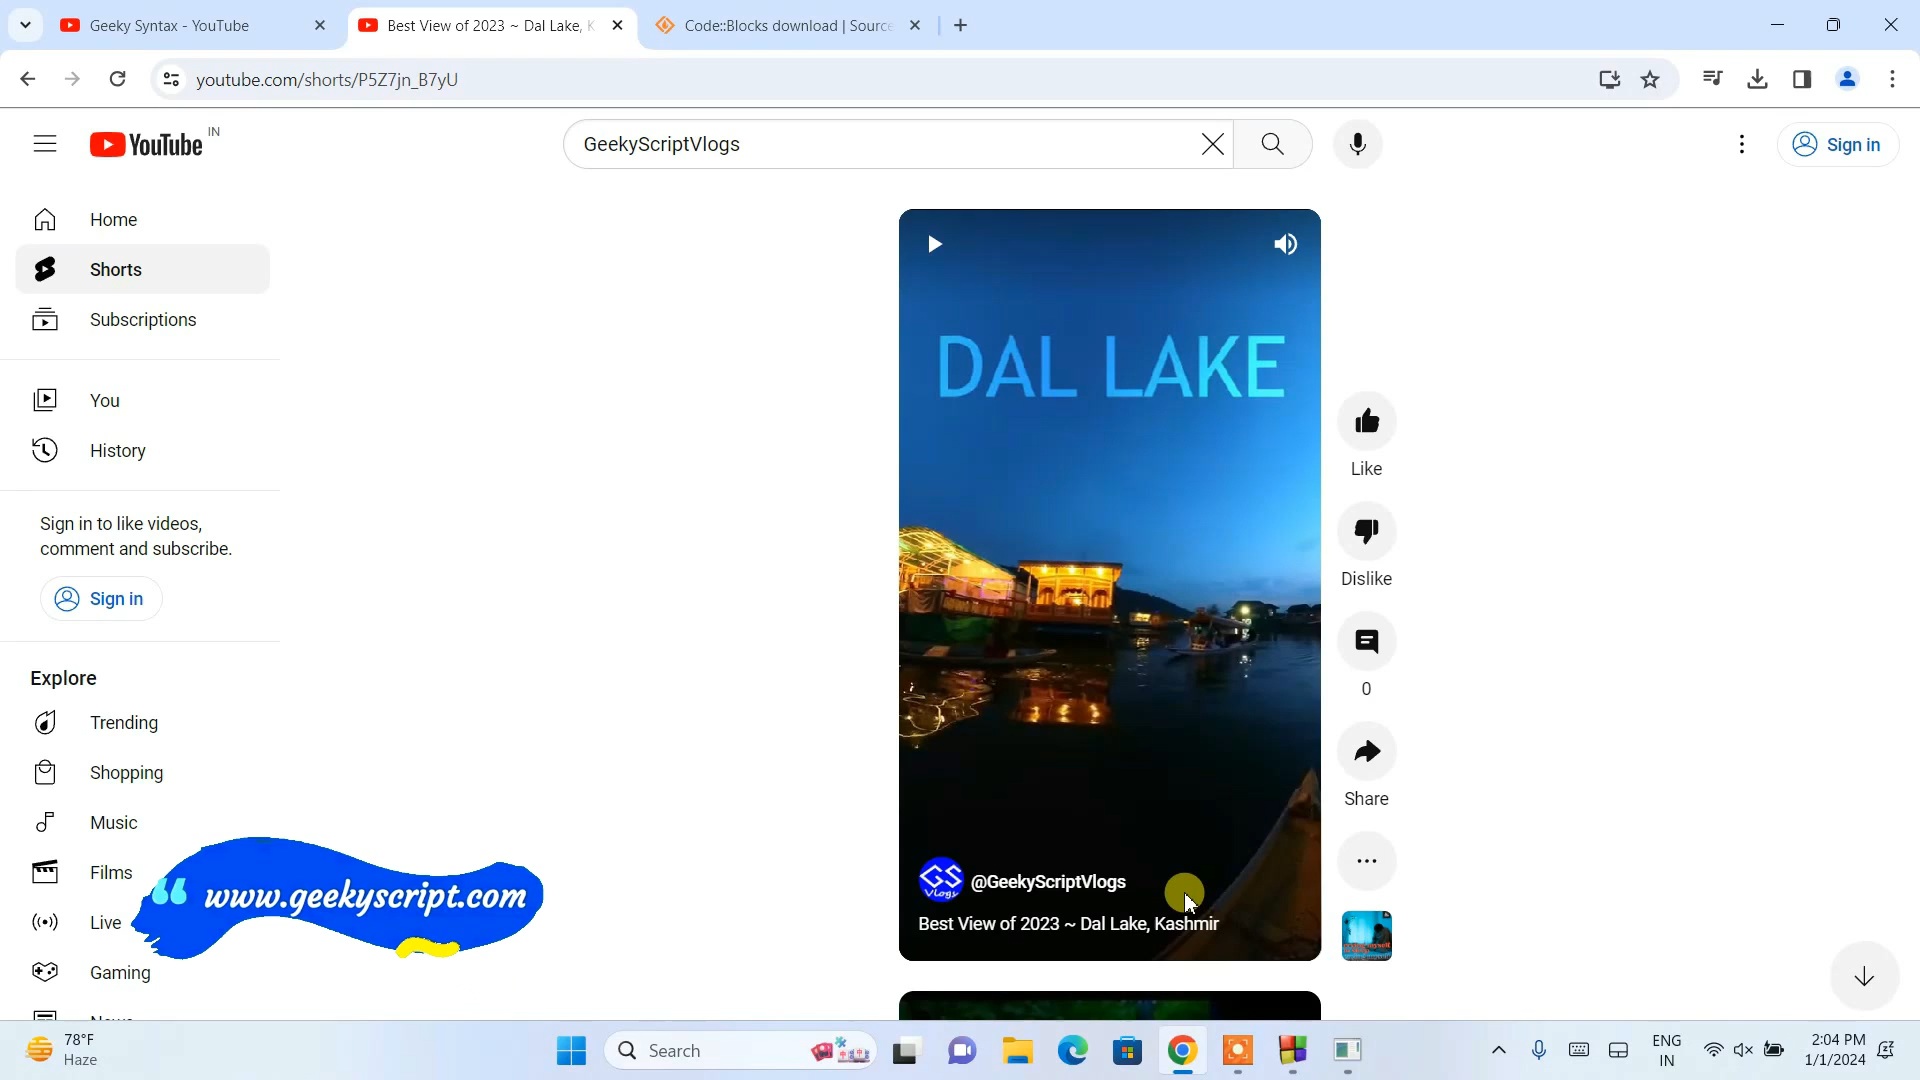 Geeky Syntax - YouTube
Best View of 2023 ~ Dal Lake, K
Code::Blocks download | Source
youtube.com/shorts/P5Z7jn_B7yU
YouTube IN
GeekyScriptVlogs
Sign in
Home
Shorts
Subscriptions
You
History
Sign in to like videos,
comment and subscribe.
Sign in
Explore
Trending
Shopping
Music
Films
Live
Gaming
News
www.geekyscript.com
DAL LAKE
GS
Vlogs
@GeekyScriptVlogs
Best View of 2023 ~ Dal Lake, Kashmir
Like
Dislike
0
Share
78°F
Haze
Search
ENG
IN
2:04 PM
1/1/2024